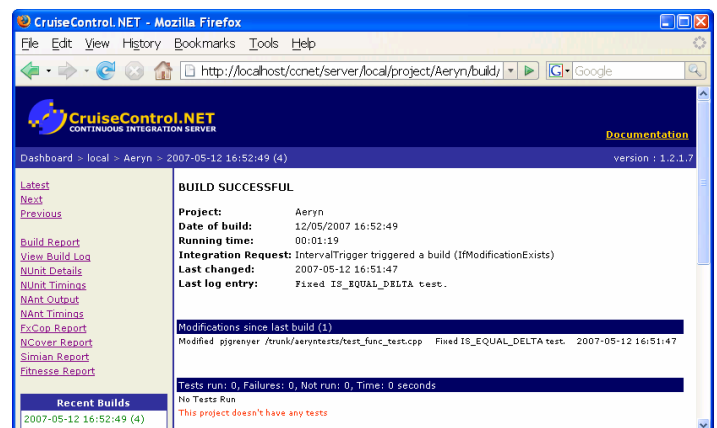 CruiseControl.NET - Mozilla Firefox
File Edit View History Bookmarks Tools Help
http://localhost/ccnet/server/local/project/Aeryn/build/ G Google
CruiseControl.NET
CONTINUOUS INTEGRATION SERVER
Documentation
Dashboard > local > Aeryn > 2007-05-12 16:52:49 (4) version : 1.2.1.7
Latest
Next
Previous
Build Report
View Build Log
NUnit Details
NUnit Timings
NAnt Output
NAnt Timings
FxCop Report
NCover Report
Simian Report
Fitnesse Report
Recent Builds
2007-05-12 16:52:49 (4)
BUILD SUCCESSFUL
Project: Aeryn
Date of build: 12/05/2007 16:52:49
Running time: 00:01:19
Integration Request: IntervalTrigger triggered a build (IfModificationExists)
Last changed: 2007-05-12 16:51:47
Last log entry: Fixed IS_EQUAL_DELTA test.
Modifications since last build (1)
Modified pjgrenyer /trunk/aeryntests/test_func_test.cpp Fixed IS_EQUAL_DELTA test. 2007-05-12 16:51:47
Tests run: 0, Failures: 0, Not run: 0, Time: 0 seconds
No Tests Run
This project doesn't have any tests